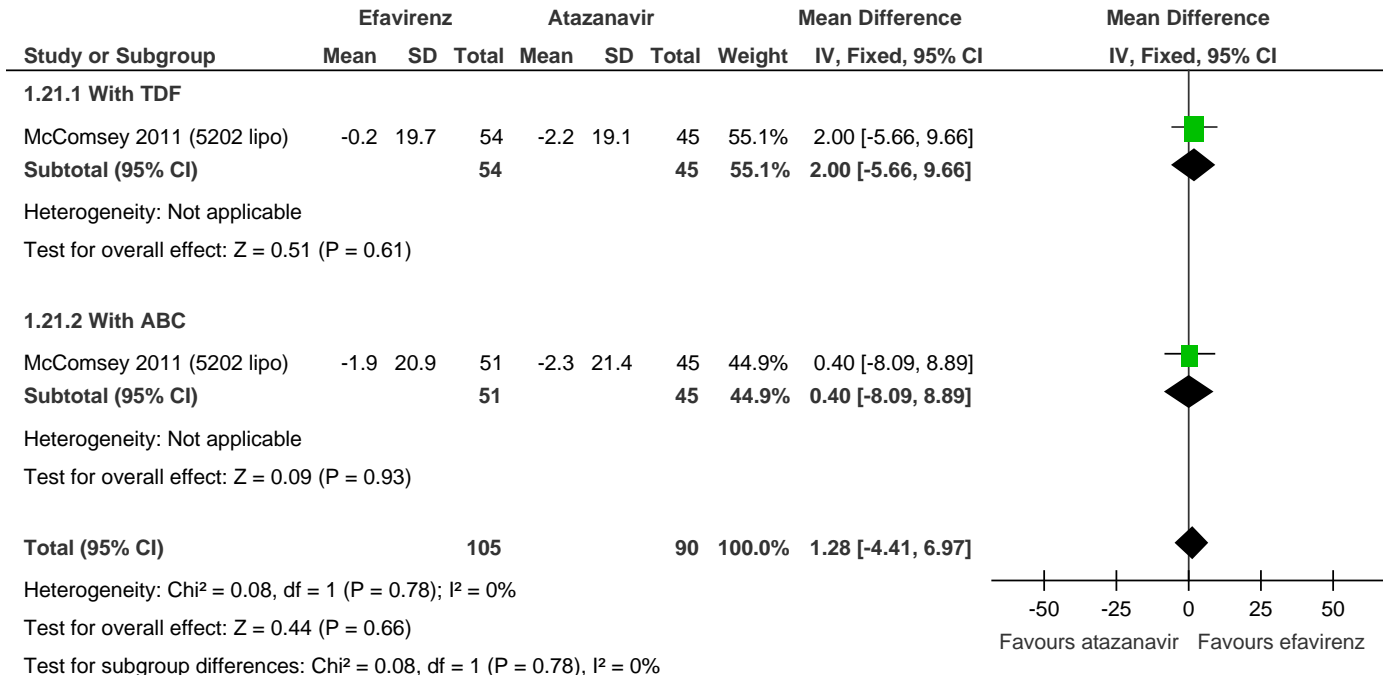 Efavirenz Atazanavir Mean Difference Mean Difference
Study or Subgroup Mean SD Total Mean SD Total Weight IV, Fixed, 95% CI IV, Fixed, 95% CI
1.21.1 With TDF
McComsey 2011 (5202 lipo) -0.2 19.7 54 -2.2 19.1 45 55.1% 2.00 [-5.66, 9.66]
Subtotal (95% CI) 54 45 55.1% 2.00 [-5.66, 9.66]
Heterogeneity: Not applicable
Test for overall effect: Z = 0.51 (P = 0.61)
1.21.2 With ABC
McComsey 2011 (5202 lipo) -1.9 20.9 51 -2.3 21.4 45 44.9% 0.40 [-8.09, 8.89]
Subtotal (95% CI) 51 45 44.9% 0.40 [-8.09, 8.89]
Heterogeneity: Not applicable
Test for overall effect: Z = 0.09 (P = 0.93)
Total (95% CI) 105 90 100.0% 1.28 [-4.41, 6.97]
Heterogeneity: Chi² = 0.08, df = 1 (P = 0.78); I² = 0%
Test for overall effect: Z = 0.44 (P = 0.66)
Test for subgroup differences: Chi² = 0.08, df = 1 (P = 0.78), I² = 0%
-50 -25 0 25 50
Favours atazanavir Favours efavirenz